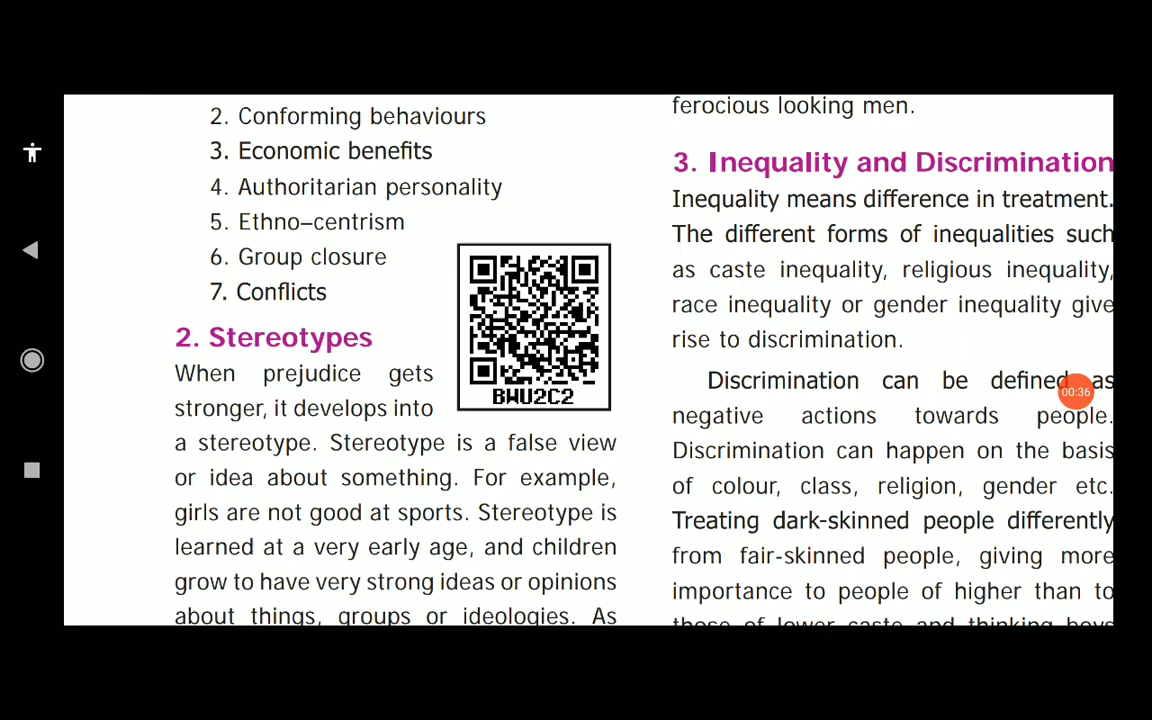 2. Conforming behaviours
3. Economic benefits
4. Authoritarian personality
5. Ethno–centrism
6. Group closure
7. Conflicts
BWU2C2
2. Stereotypes
When prejudice gets
stronger, it develops into
a stereotype. Stereotype is a false view
or idea about something. For example,
girls are not good at sports. Stereotype is
learned at a very early age, and children
grow to have very strong ideas or opinions
about things, groups or ideologies. As
ferocious looking men.
3. Inequality and Discrimination
Inequality means difference in treatment.
The different forms of inequalities such
as caste inequality, religious inequality,
race inequality or gender inequality give
rise to discrimination.
Discrimination can be defined as
negative actions towards people.
Discrimination can happen on the basis
of colour, class, religion, gender etc.
Treating dark-skinned people differently
from fair-skinned people, giving more
importance to people of higher than to
those of lower caste and thinking boys
00:36